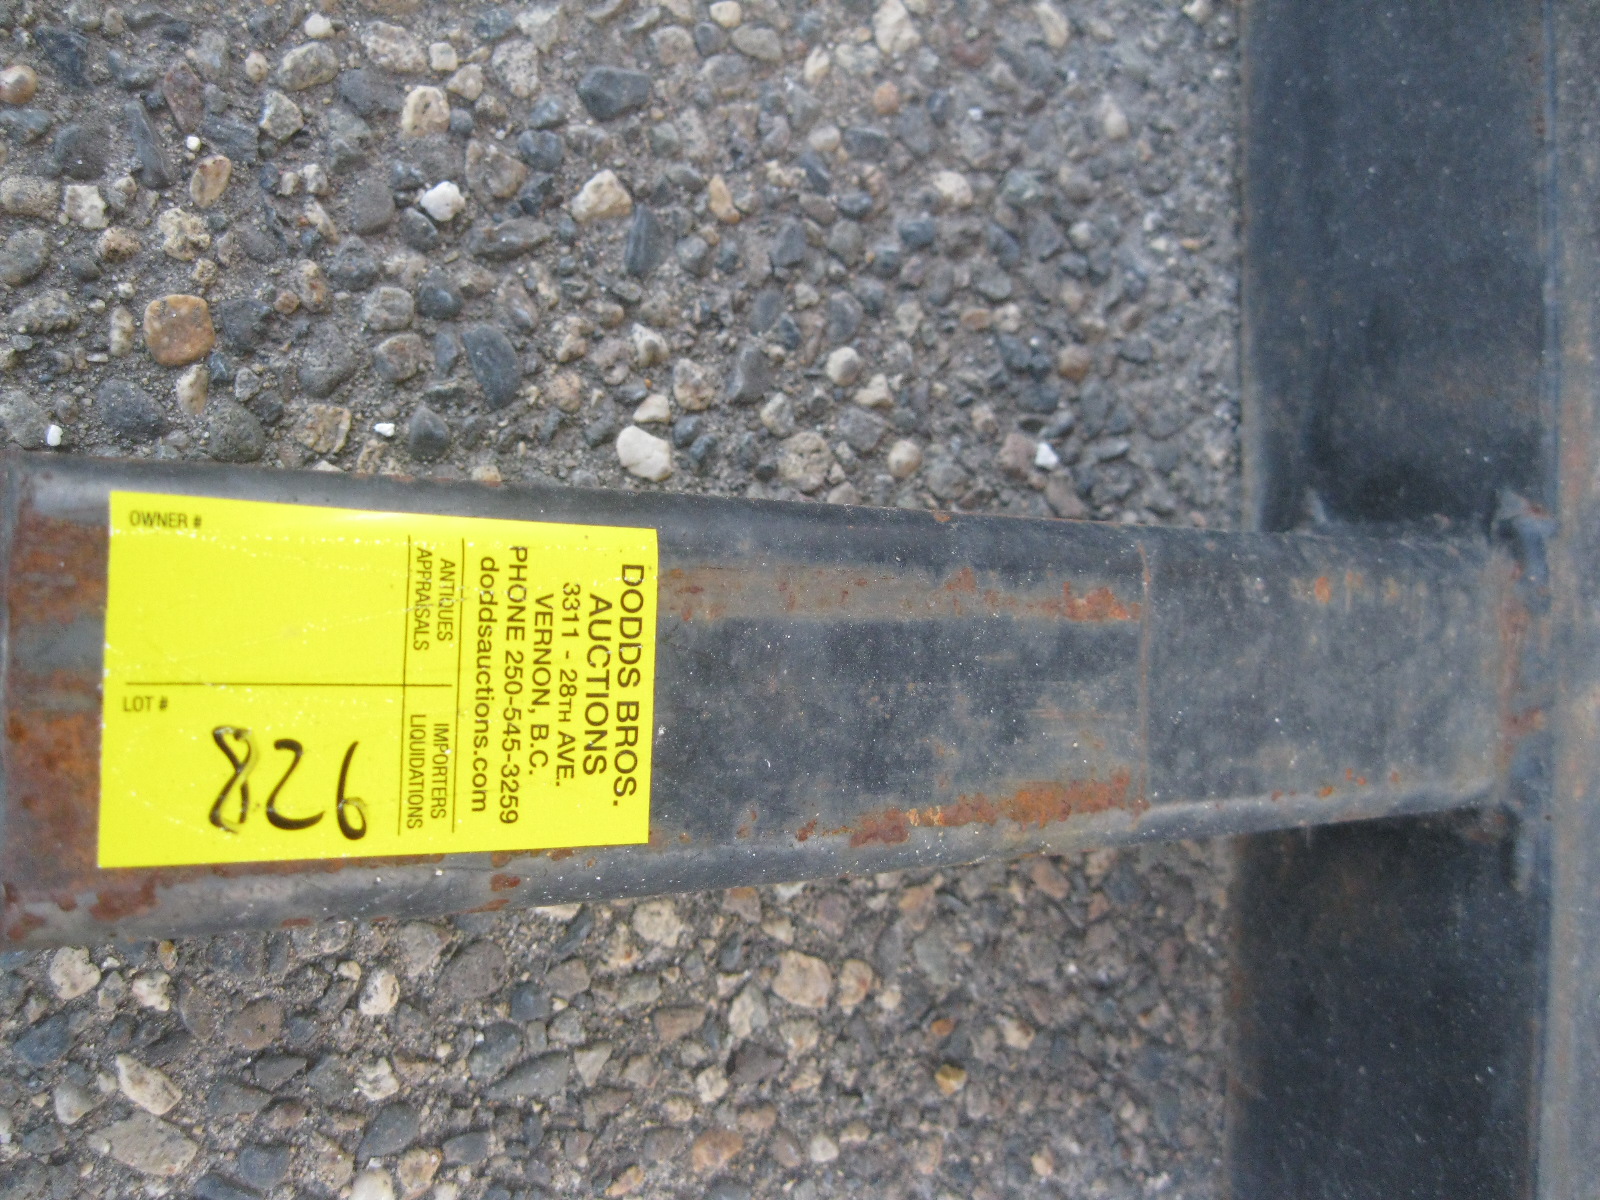 DODDS BROS.
AUCTIONS
3311 - 28TH AVE.
VERNON, B.C.
PHONE 250-545-3259
doddsauctions.com
ANTIQUES
APPRAISALS
IMPORTERS
LIQUIDATIONS
OWNER #
LOT #
928